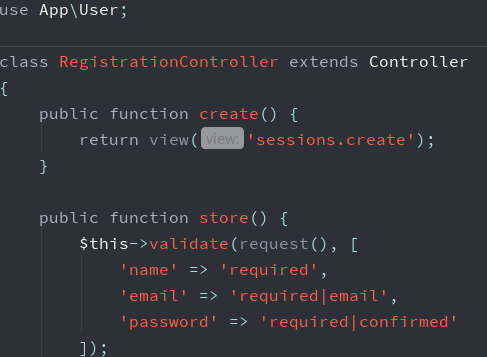 use App\User;
class RegistrationController extends Controller
{
    public function create() {
        return view( view: 'sessions.create');
    }
    public function store() {
        $this->validate(request(), [
            'name' => 'required',
            'email' => 'required|email',
            'password' => 'required|confirmed'
        ]);